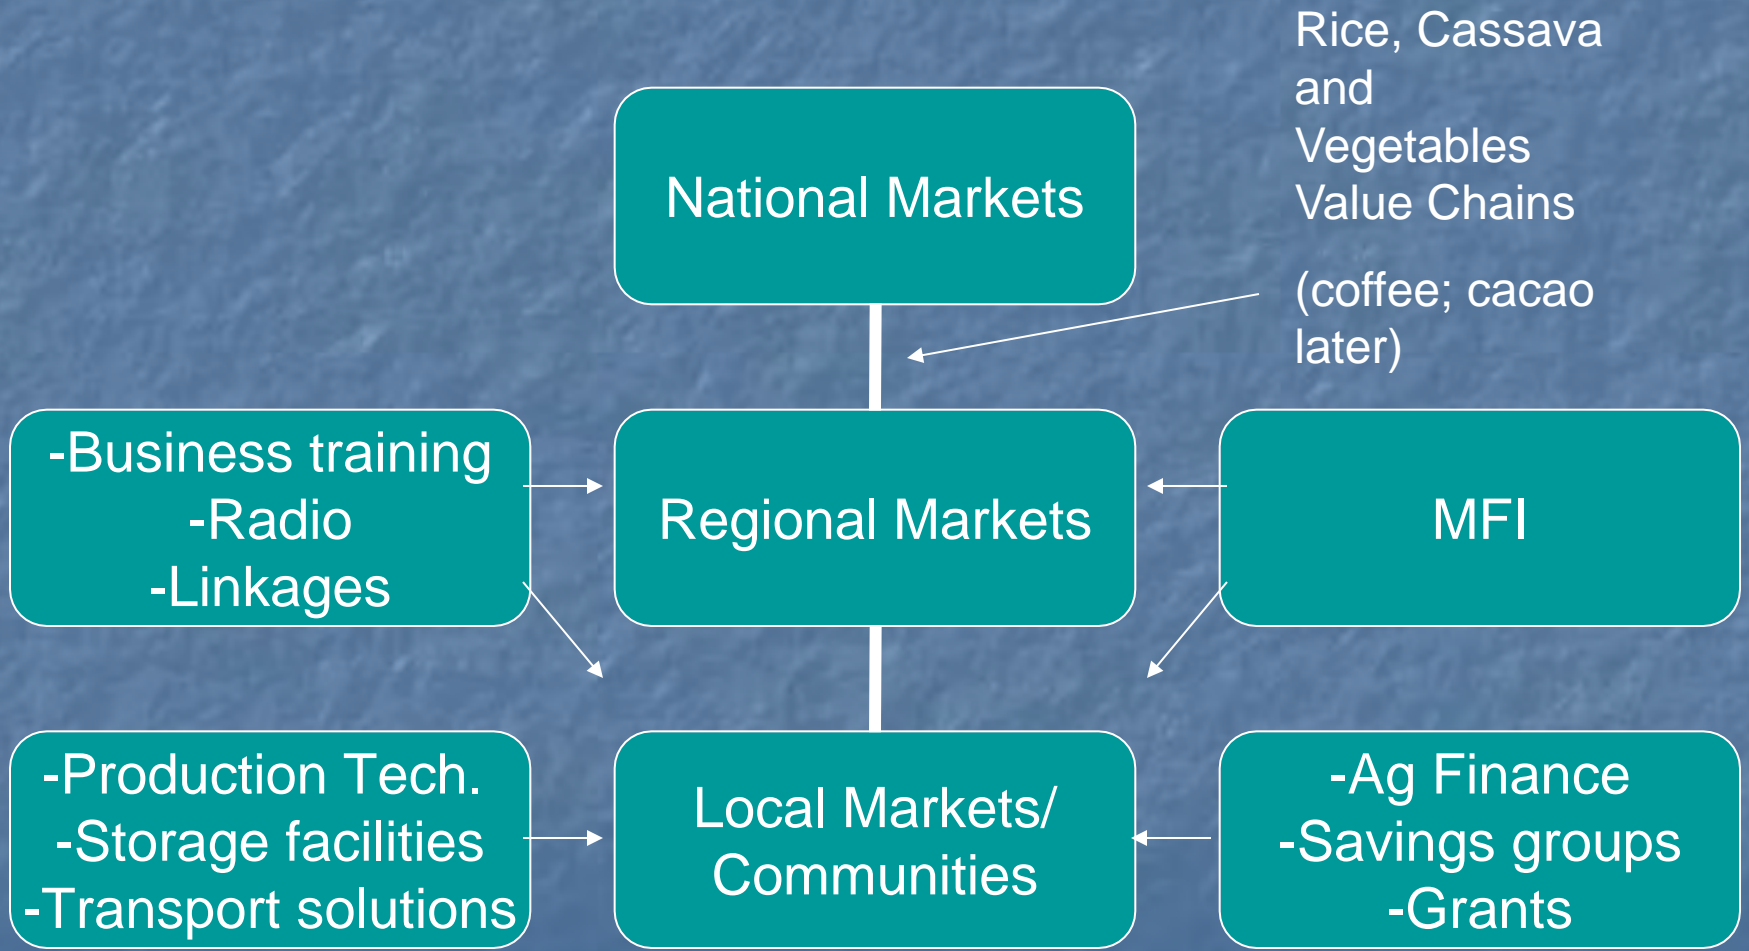 Rice, Cassava
and
Vegetables
Value Chains
(coffee; cacao
later)
National Markets
-Business training
-Radio
-Linkages
Regional Markets
MFI
-Production Tech.
-Storage facilities
-Transport solutions
Local Markets/
Communities
-Ag Finance
-Savings groups
-Grants